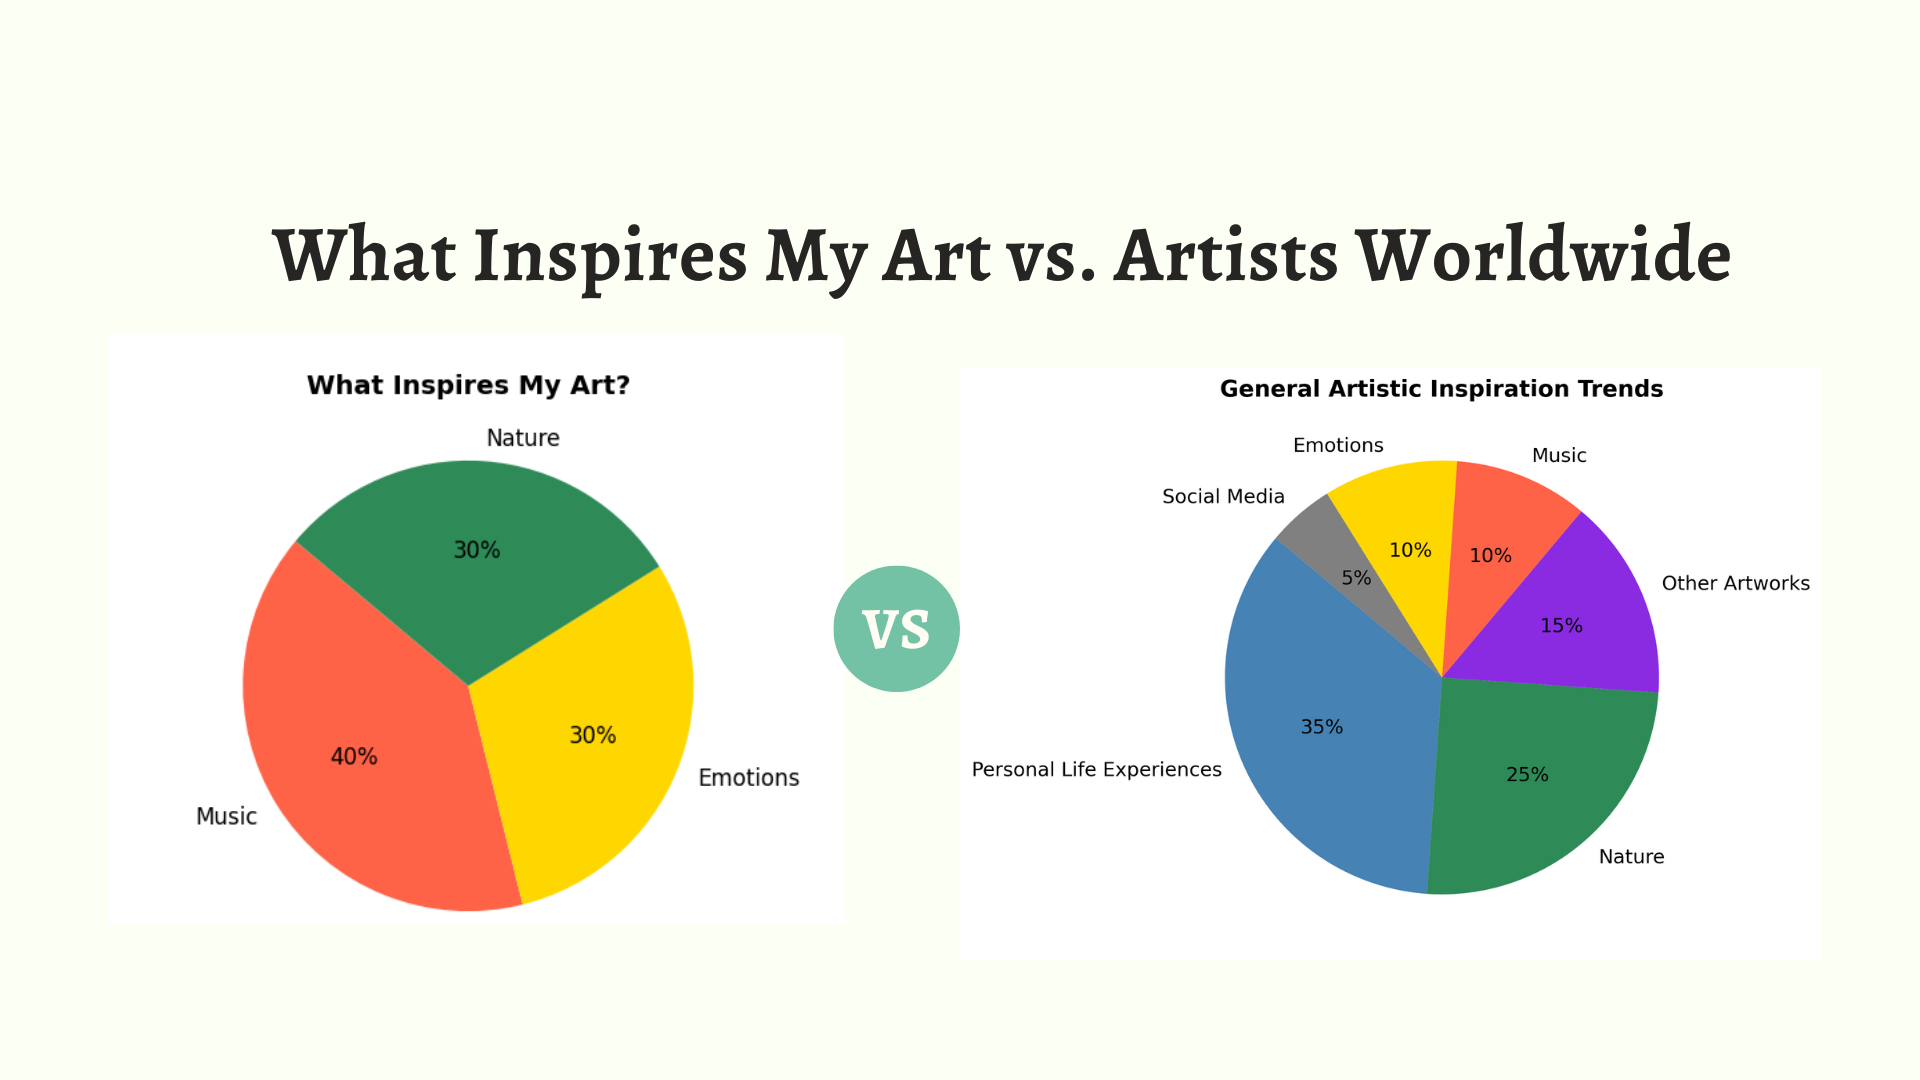 What Inspires My Art vs. Artists Worldwide
What Inspires My Art?
Nature
30%
40%
30%
Music
Emotions
VS
General Artistic Inspiration Trends
Emotions
Music
Social Media
10%
10%
5%
Other Artworks
15%
35%
25%
Personal Life Experiences
Nature